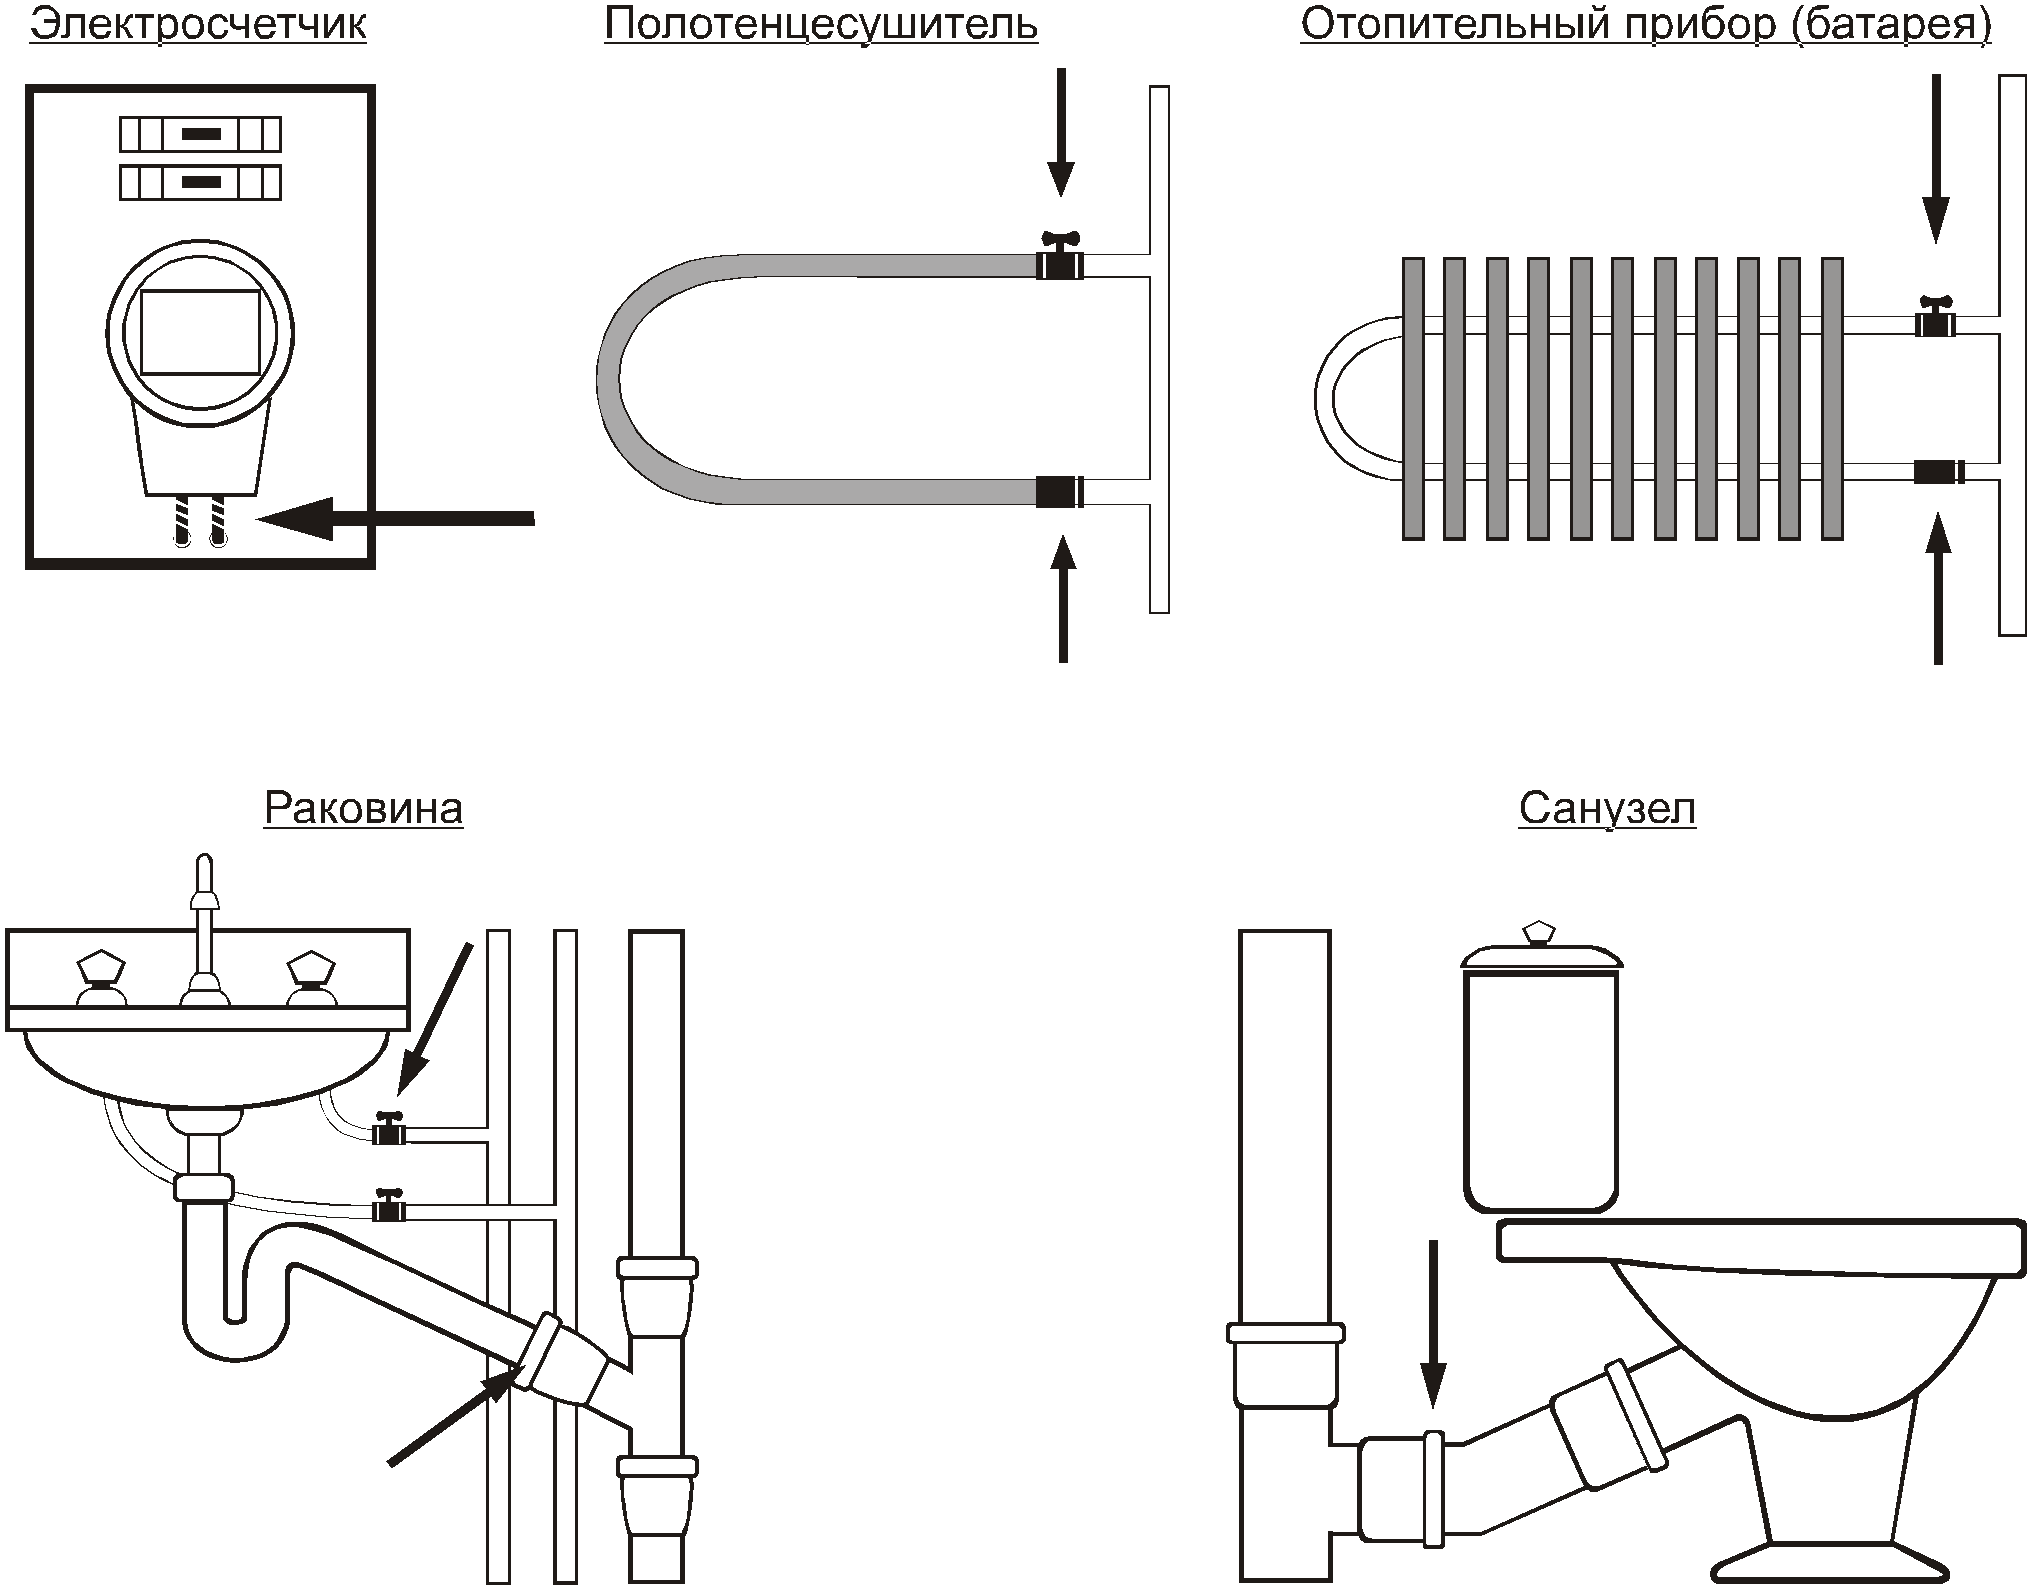 Электросчетчик
Полотенцесушитель
Отопительный прибор (батарея)
Раковина
Санузел